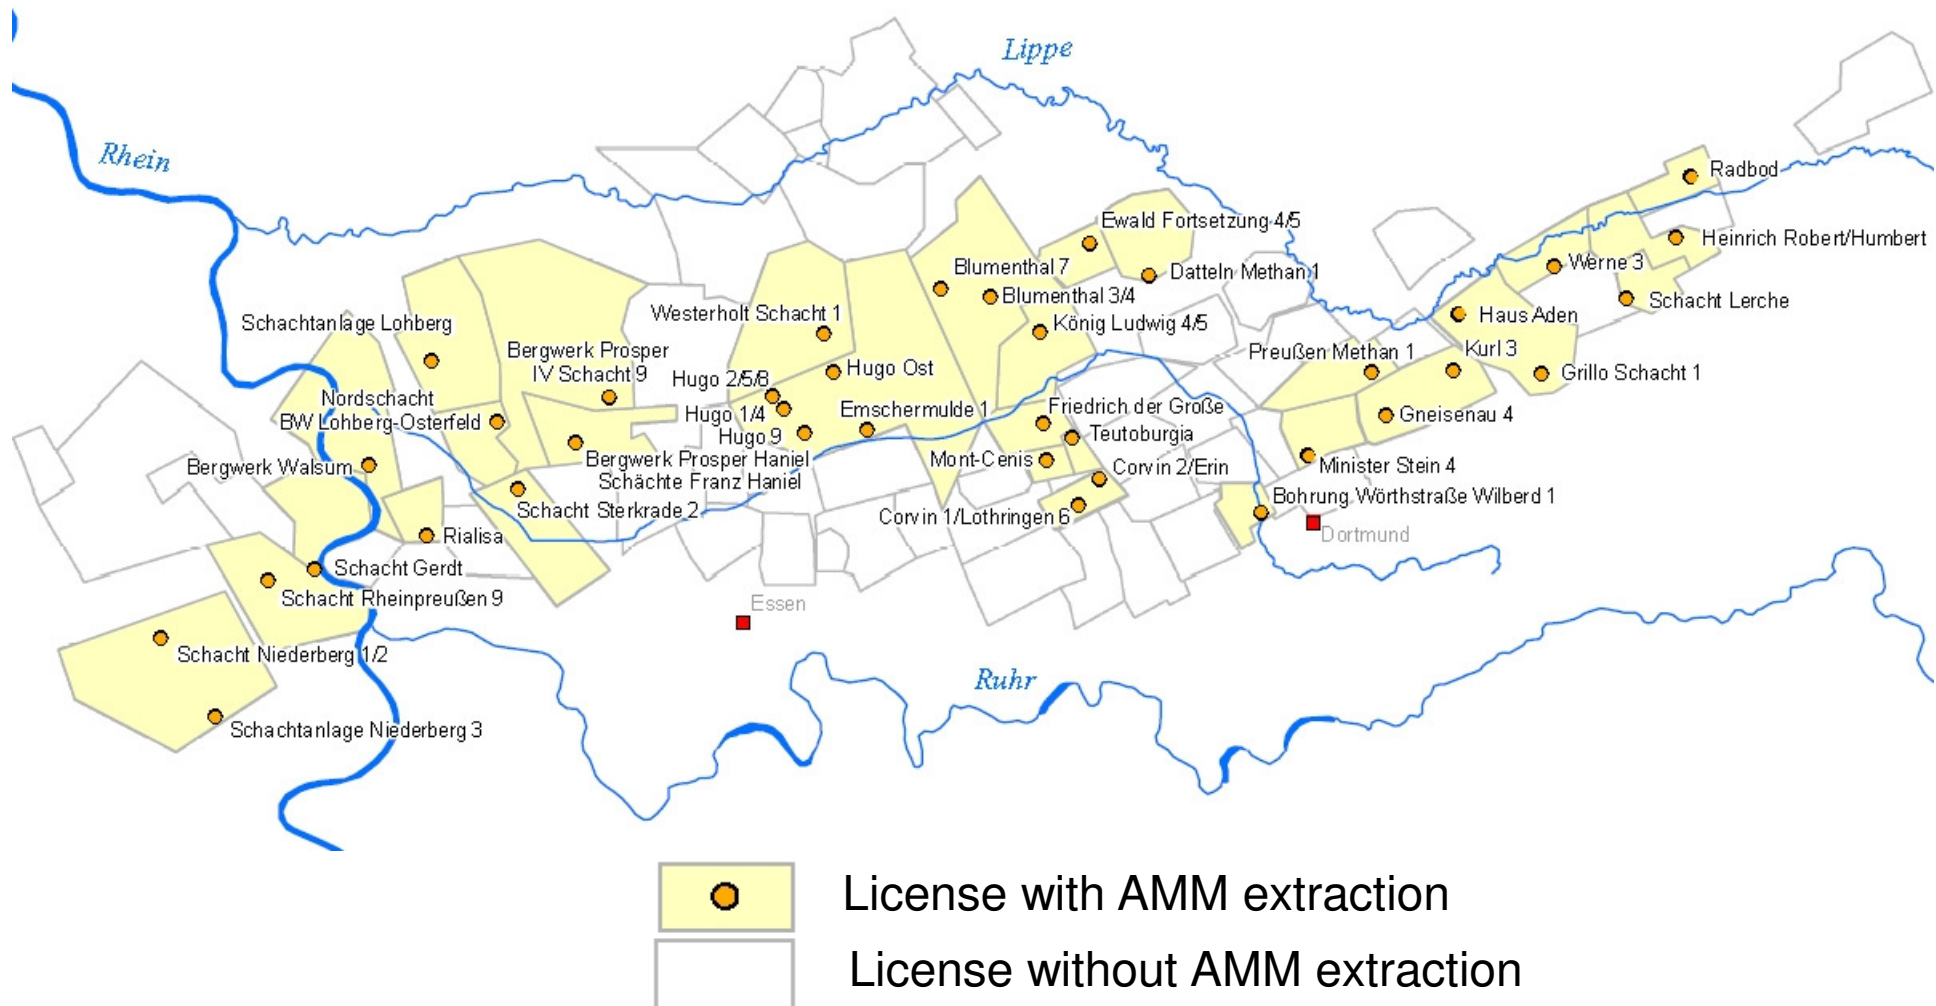 Lippe
Rhein
Radbod
Ewald Fortsetzung 4/5
Heinrich Robert/Humbert
Blumenthal 7
Datteln Methan 1
Werne 3
Blumenthal 3/4
Schacht Lerche
Westerholt Schacht 1
Haus Aden
Schachtanlage Lohberg
König Ludwig 4/5
Bergwerk Prosper
IV Schacht 9
Preußen Methan 1
Kurl 3
Hugo Ost
Grillo Schacht 1
Hugo 2/5/8
Nordschacht
BW Lohberg-Osterfeld
Hugo 1/4
Emschermulde 1
Friedrich der Große
Gneisenau 4
Hugo 9
Teutoburgia
Bergwerk Walsum
Bergwerk Prosper Haniel
Schächte Franz Haniel
Mont-Cenis
Corvin 2/Erin
Minister Stein 4
Schacht Sterkrade 2
Corvin 1/Lothringen 6
Bohrung Wörthstraße Wilberd 1
Rialisa
Dortmund
Schacht Gerdt
Schacht Rheinpreußen 9
Essen
Schacht Niederberg 1/2
Ruhr
Schachtanlage Niederberg 3
License with AMM extraction
License without AMM extraction